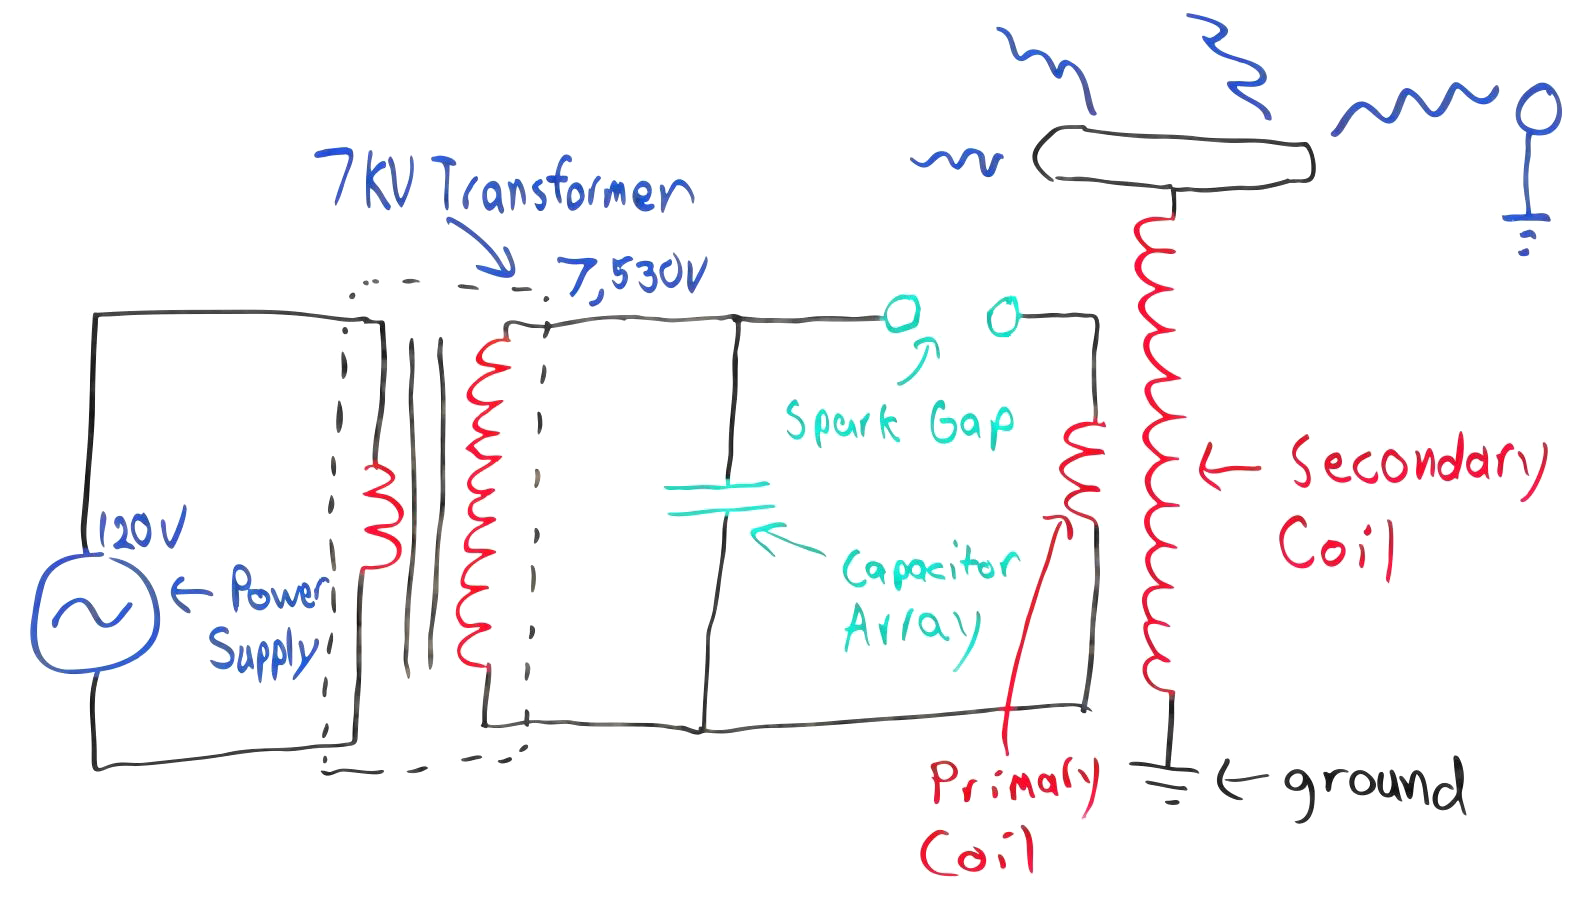 7KV Transformer
7,530V
120V
Power
Supply
Spark Gap
Capacitor
Array
Secondary
Coil
Primary
Coil
ground